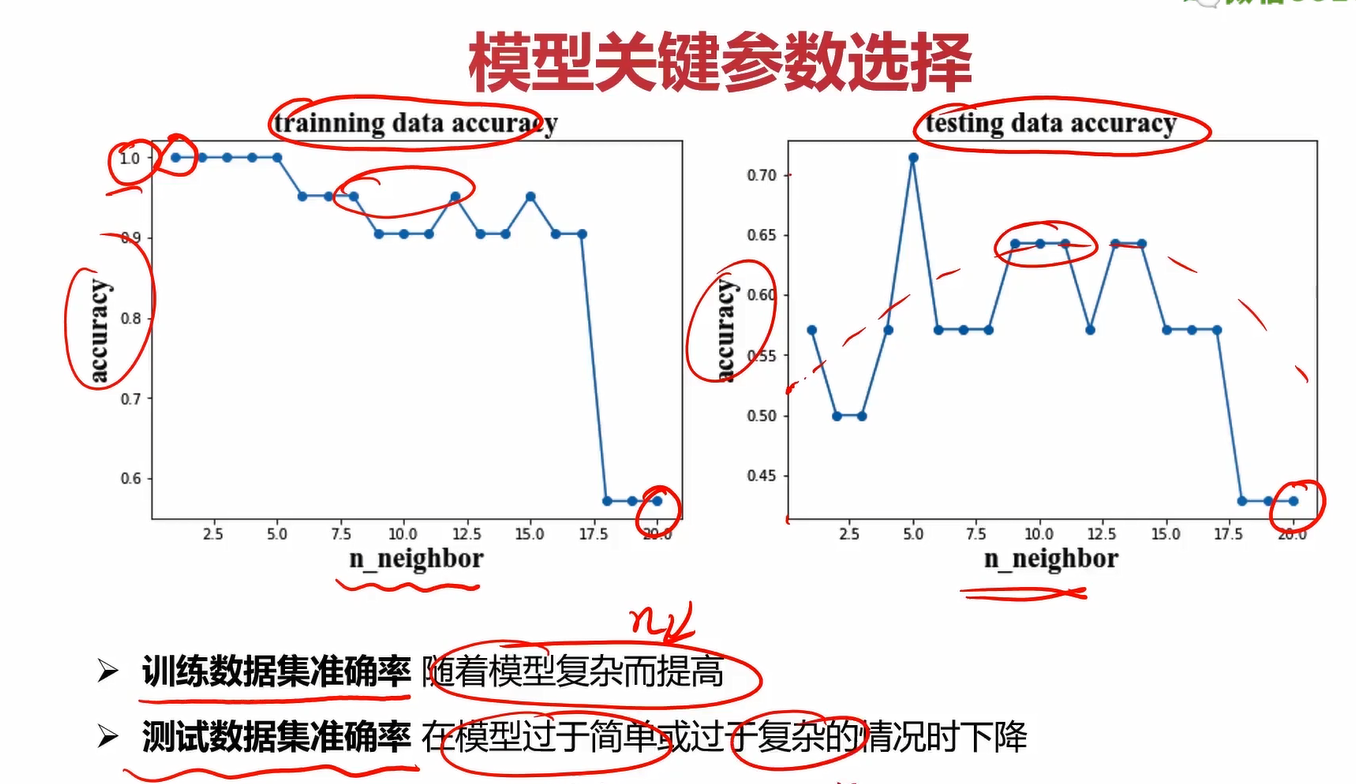 模型关键参数选择
trainning data accuracy
testing data accuracy
1.0
0.9
0.8
0.7
0.6
accuracy
2.5 5.0 7.5 10.0 12.5 15.0 17.5 20.0
n_neighbor
0.70
0.65
0.60
0.55
0.50
0.45
accuracy
2.5 5.0 7.5 10.0 12.5 15.0 17.5 20.0
n_neighbor
n↓
➢ 训练数据集准确率 随着模型复杂而提高
➢ 测试数据集准确率 在模型过于简单或过于复杂的情况时下降